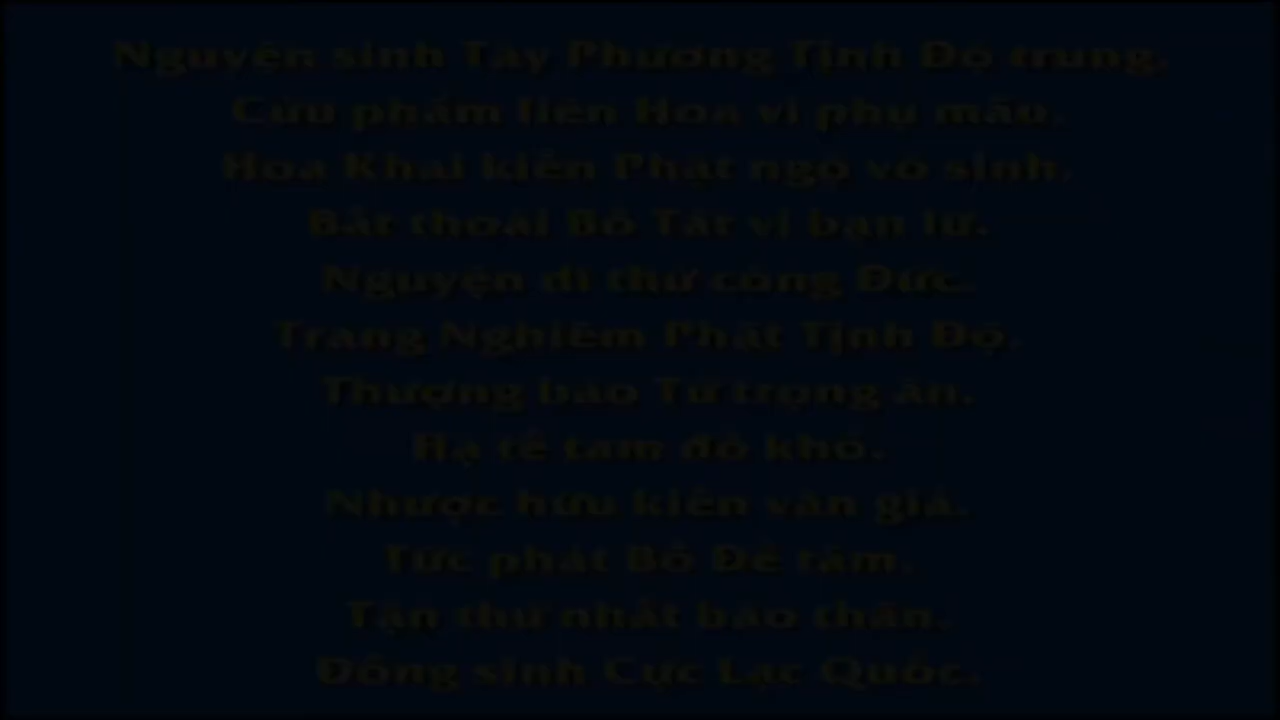 Nguyện sinh Tây Phương Tịnh Độ trung,
Cửu phẩm liên Hoa vi phụ mẫu.
Hoa Khai kiến Phật ngộ vô sinh,
Bất thoái Bồ Tát vi bạn lữ.
Nguyện dĩ thử công Đức,
Trang Nghiêm Phật Tịnh Độ,
Thượng báo Tứ trọng ân,
Hạ tế tam đồ khổ.
Nhược hữu kiến văn giả,
Tức phát Bồ Đề tâm,
Tận thử nhất báo thân,
Đồng sinh Cực Lạc Quốc.